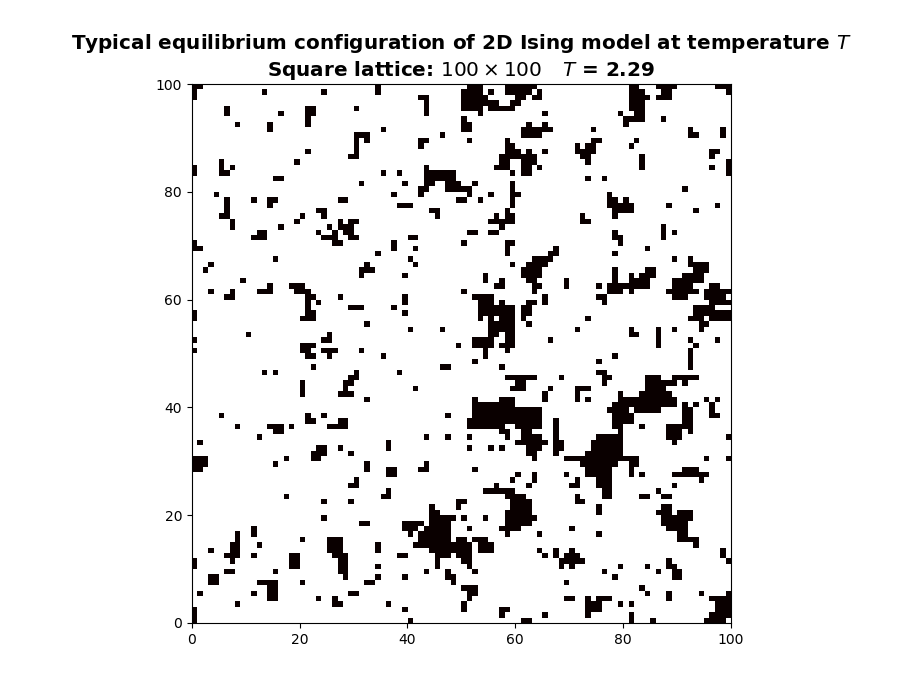 Typical equilibrium configuration of 2D Ising model at temperature T
Square lattice: 100 × 100 T = 2.29
100
80
60
40
20
0
0 20 40 60 80 100